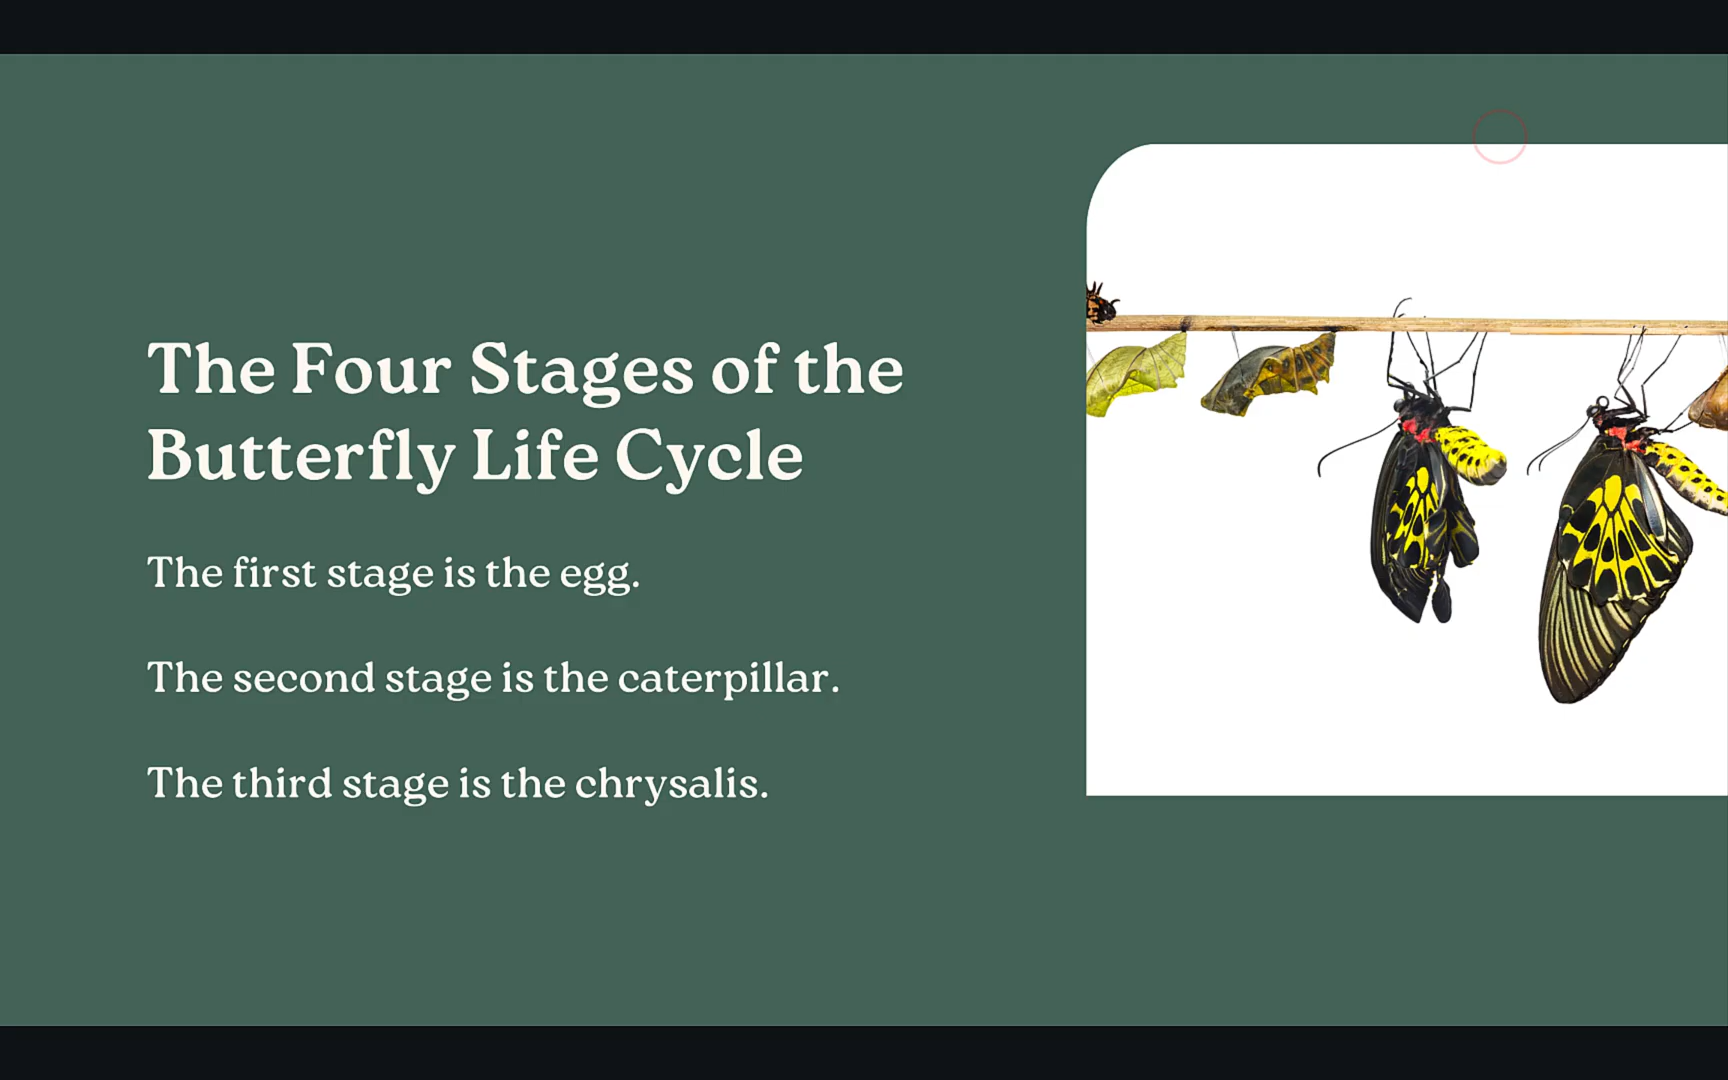 The Four Stages of the
Butterfly Life Cycle
The first stage is the egg.
The second stage is the caterpillar.
The third stage is the chrysalis.